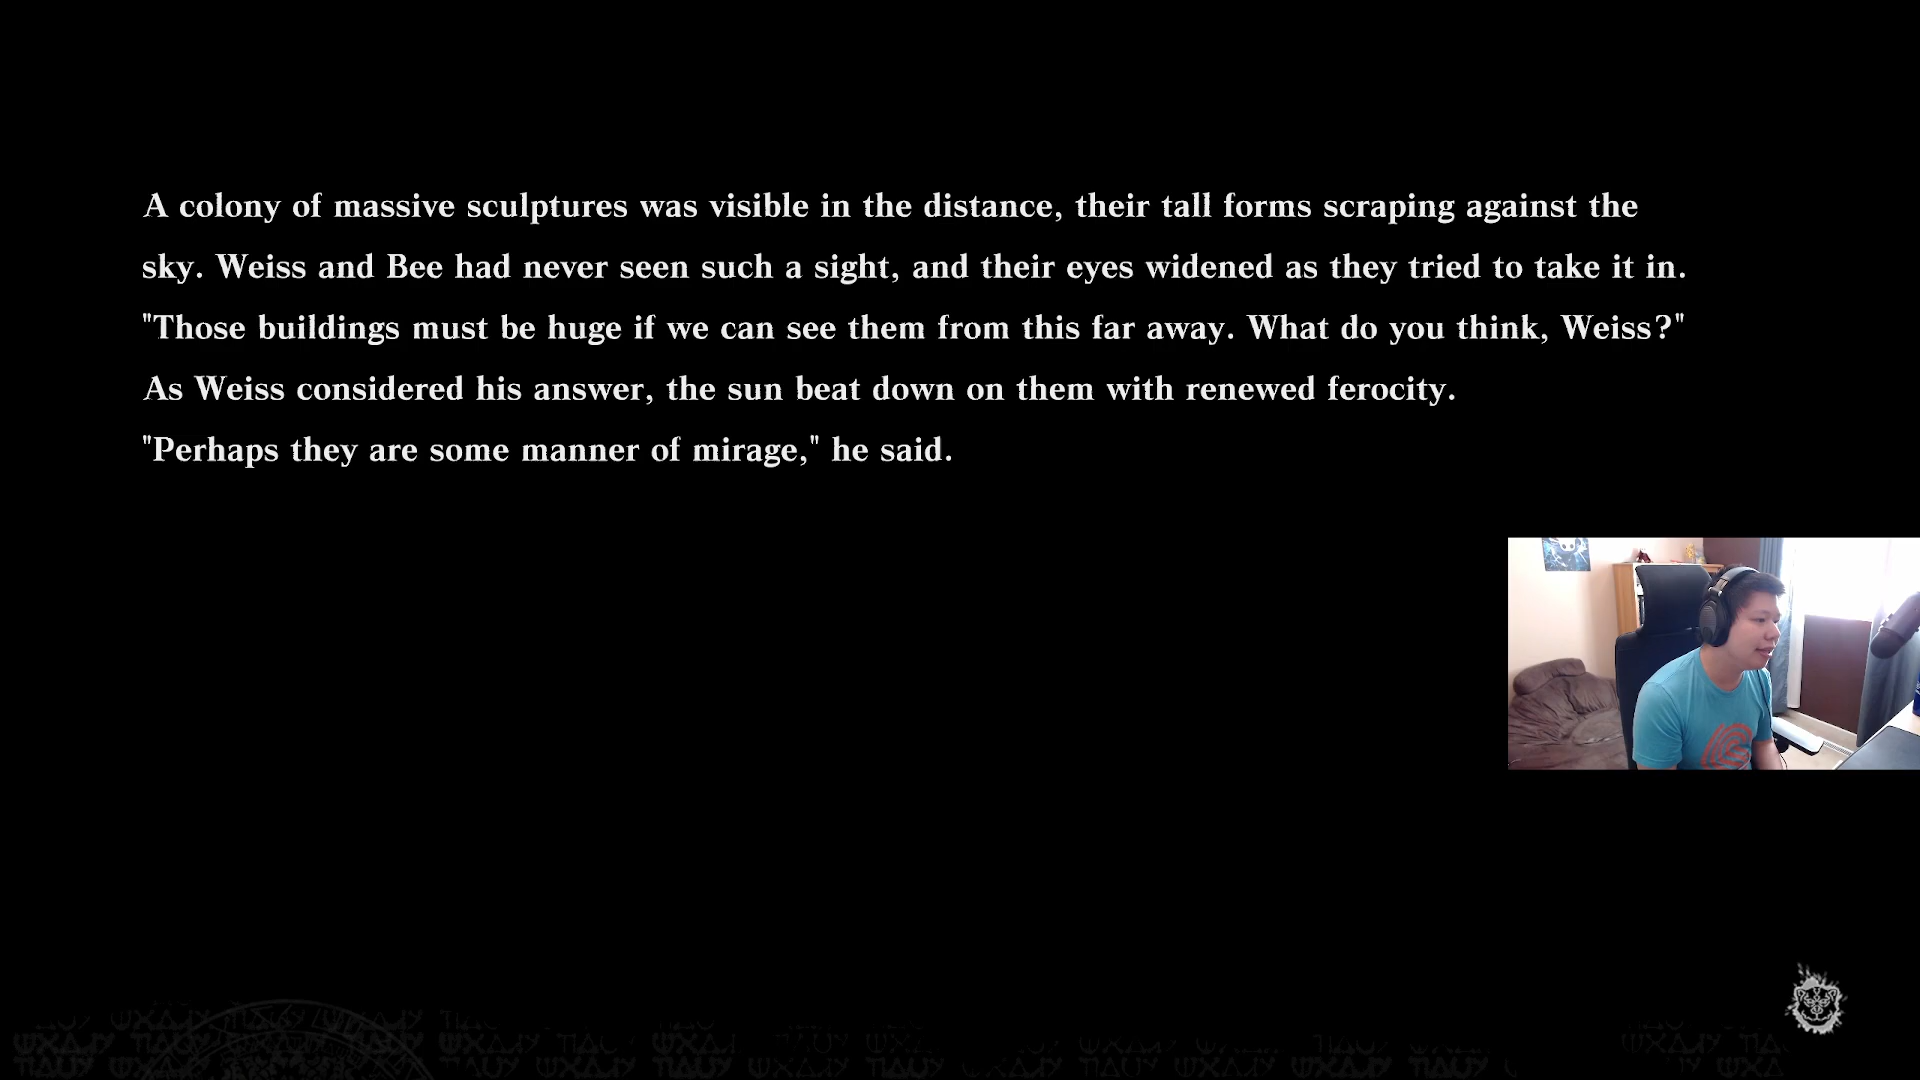 A colony of massive sculptures was visible in the distance, their tall forms scraping against the
sky. Weiss and Bee had never seen such a sight, and their eyes widened as they tried to take it in.
"Those buildings must be huge if we can see them from this far away. What do you think, Weiss?"
As Weiss considered his answer, the sun beat down on them with renewed ferocity.
"Perhaps they are some manner of mirage," he said.